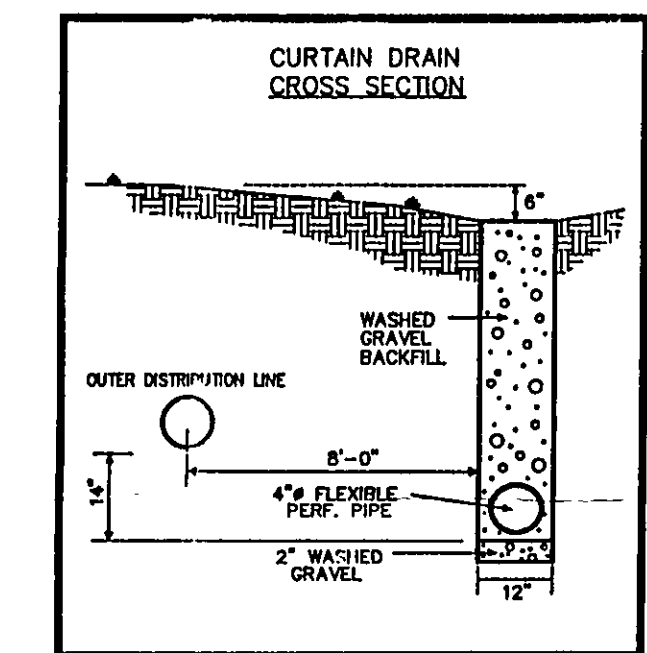 CURTAIN DRAIN
CROSS SECTION
6"
WASHED
GRAVEL
BACKFILL
OUTER DISTRIBUTION LINE
8'-0"
14"
4"ø FLEXIBLE
PERF. PIPE
2" WASHED
GRAVEL
12"